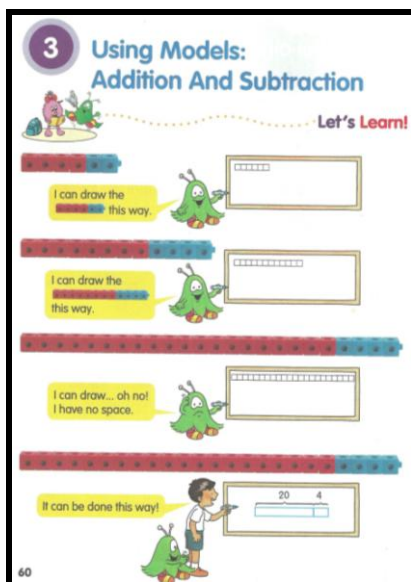 3
Using Models:
Addition And Subtraction
Let's Learn!
I can draw the
this way.
I can draw the
this way.
I can draw... oh no!
I have no space.
It can be done this way!
20 4
60